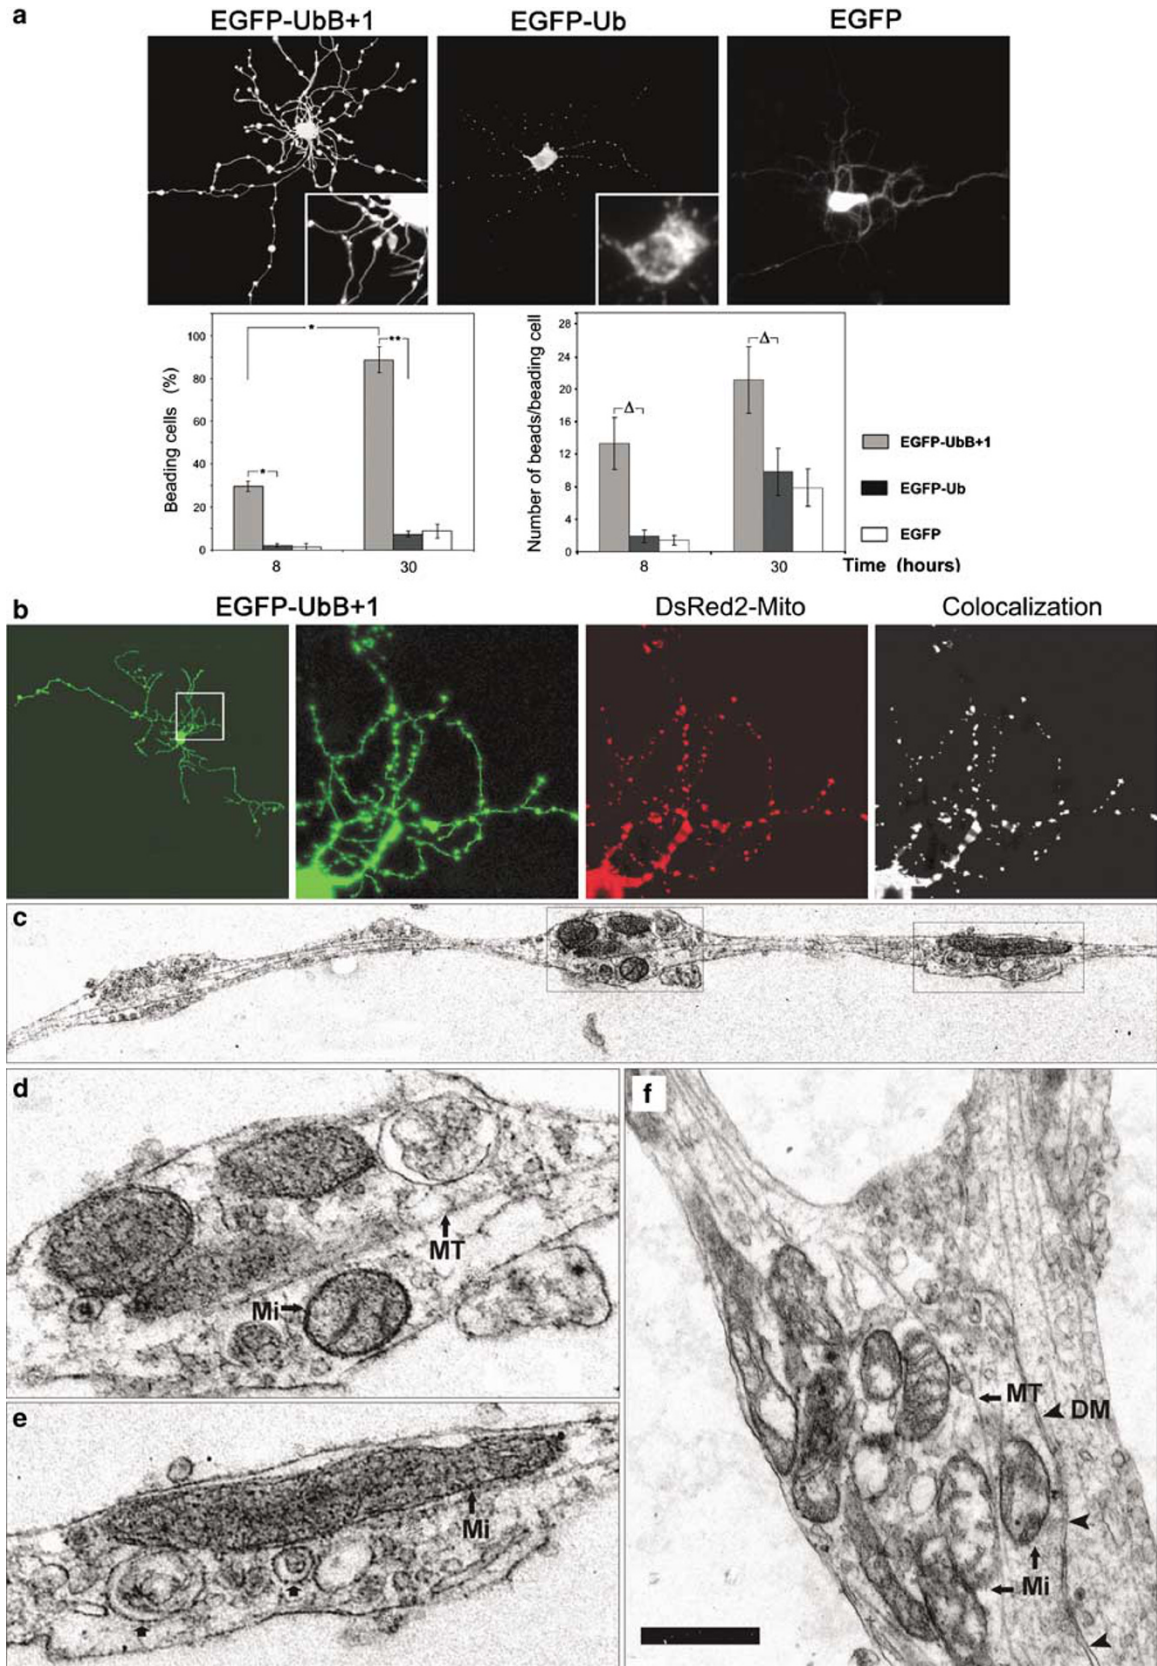 a
EGFP-UbB+1
EGFP-Ub
EGFP
Beading cells (%)
100
80
60
40
20
0
*
*
**
8
30
Number of beads/beading cell
28
24
20
16
12
8
4
0
Δ
Δ
8
30
Time (hours)
EGFP-UbB+1
EGFP-Ub
EGFP
b
EGFP-UbB+1
DsRed2-Mito
Colocalization
c
d
MT
Mi
e
Mi
f
MT
DM
Mi